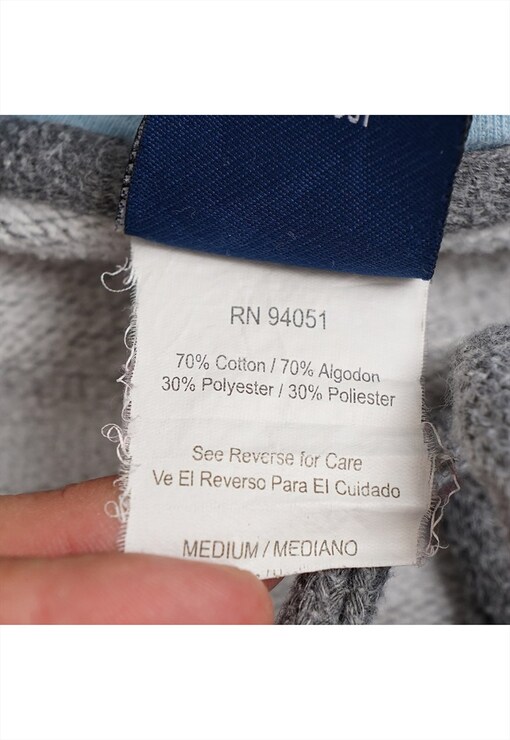 RN 94051
70% Cotton / 70% Algodon
30% Polyester / 30% Poliester
See Reverse for Care
Ve El Reverso Para El Cuidado
MEDIUM / MEDIANO